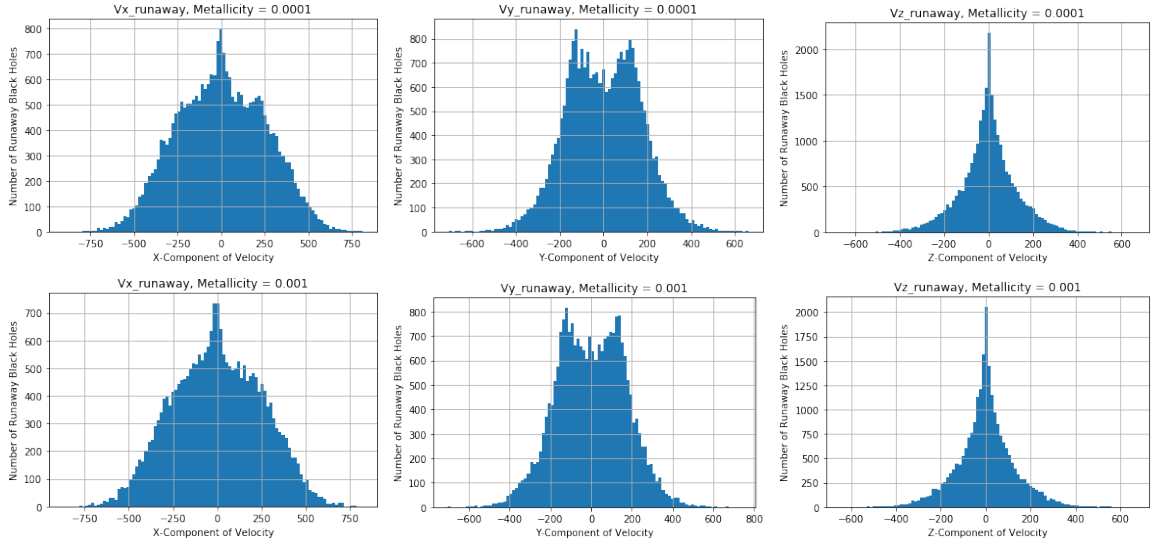 Vx_runaway, Metallicity = 0.0001
Number of Runaway Black Holes
800
700
600
500
400
300
200
100
0
−750 −500 −250 0 250 500 750
X-Component of Velocity
Vy_runaway, Metallicity = 0.0001
Number of Runaway Black Holes
800
700
600
500
400
300
200
100
0
−600 −400 −200 0 200 400 600
Y-Component of Velocity
Vz_runaway, Metallicity = 0.0001
Number of Runaway Black Holes
2000
1500
1000
500
0
−600 −400 −200 0 200 400 600
Z-Component of Velocity
Vx_runaway, Metallicity = 0.001
Number of Runaway Black Holes
700
600
500
400
300
200
100
0
−750 −500 −250 0 250 500 750
X-Component of Velocity
Vy_runaway, Metallicity = 0.001
Number of Runaway Black Holes
800
700
600
500
400
300
200
100
0
−600 −400 −200 0 200 400 600 800
Y-Component of Velocity
Vz_runaway, Metallicity = 0.001
Number of Runaway Black Holes
2000
1750
1500
1250
1000
750
500
250
0
−600 −400 −200 0 200 400 600
Z-Component of Velocity